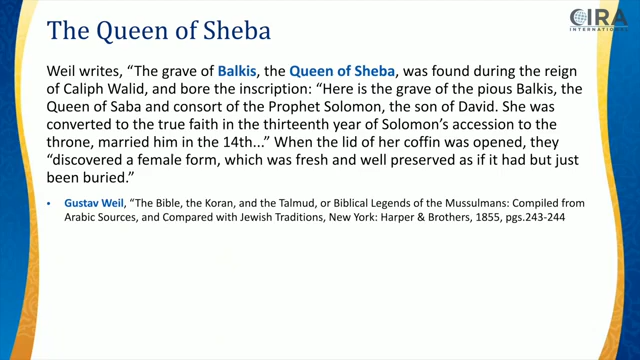 The Queen of Sheba
CIRA
INTERNATIONAL
Weil writes, “The grave of Balkis, the Queen of Sheba, was found during the reign
of Caliph Walid, and bore the inscription: “Here is the grave of the pious Balkis, the
Queen of Saba and consort of the Prophet Solomon, the son of David. She was
converted to the true faith in the thirteenth year of Solomon’s accession to the
throne, married him in the 14th...” When the lid of her coffin was opened, they
“discovered a female form, which was fresh and well preserved as if it had but just
been buried.”
• Gustav Weil, “The Bible, the Koran, and the Talmud, or Biblical Legends of the Mussulmans: Compiled from
Arabic Sources, and Compared with Jewish Traditions, New York: Harper & Brothers, 1855, pgs.243-244